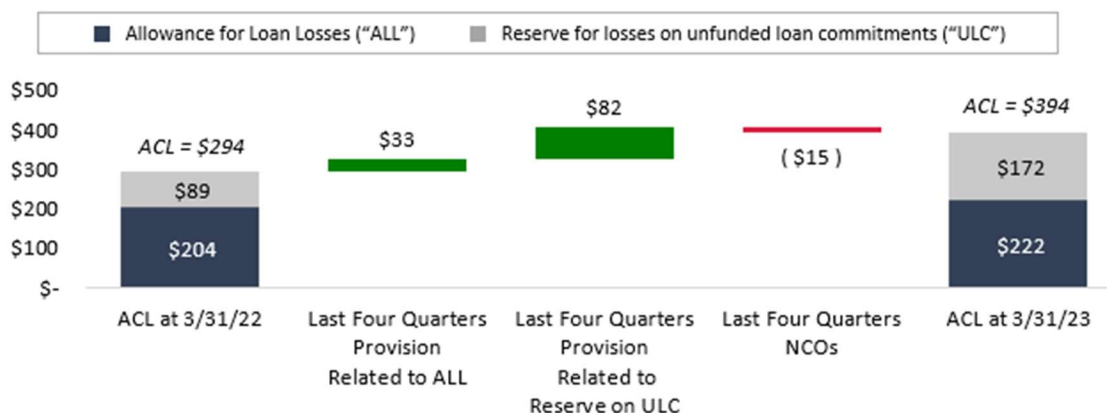 Allowance for Loan Losses (“ALL”) Reserve for losses on unfunded loan commitments (“ULC”)
$500
$400
$300
$200
$100
$-
ACL = $294
$89
$204
$33
$82
( $15 )
ACL = $394
$172
$222
ACL at 3/31/22
Last Four Quarters
Provision
Related to ALL
Last Four Quarters
Provision
Related to
Reserve on ULC
Last Four Quarters
NCOs
ACL at 3/31/23